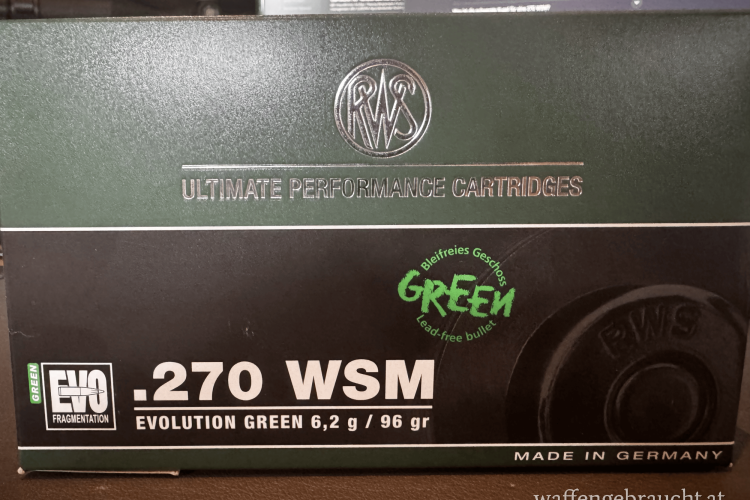 RWS
ULTIMATE PERFORMANCE CARTRIDGES
Bleifreies Geschoss
GREEN
Lead-free bullet
RWS
GREEN
EVO
FRAGMENTATION
.270 WSM
EVOLUTION GREEN 6,2 g / 96 gr
MADE IN GERMANY
waffengebraucht.at